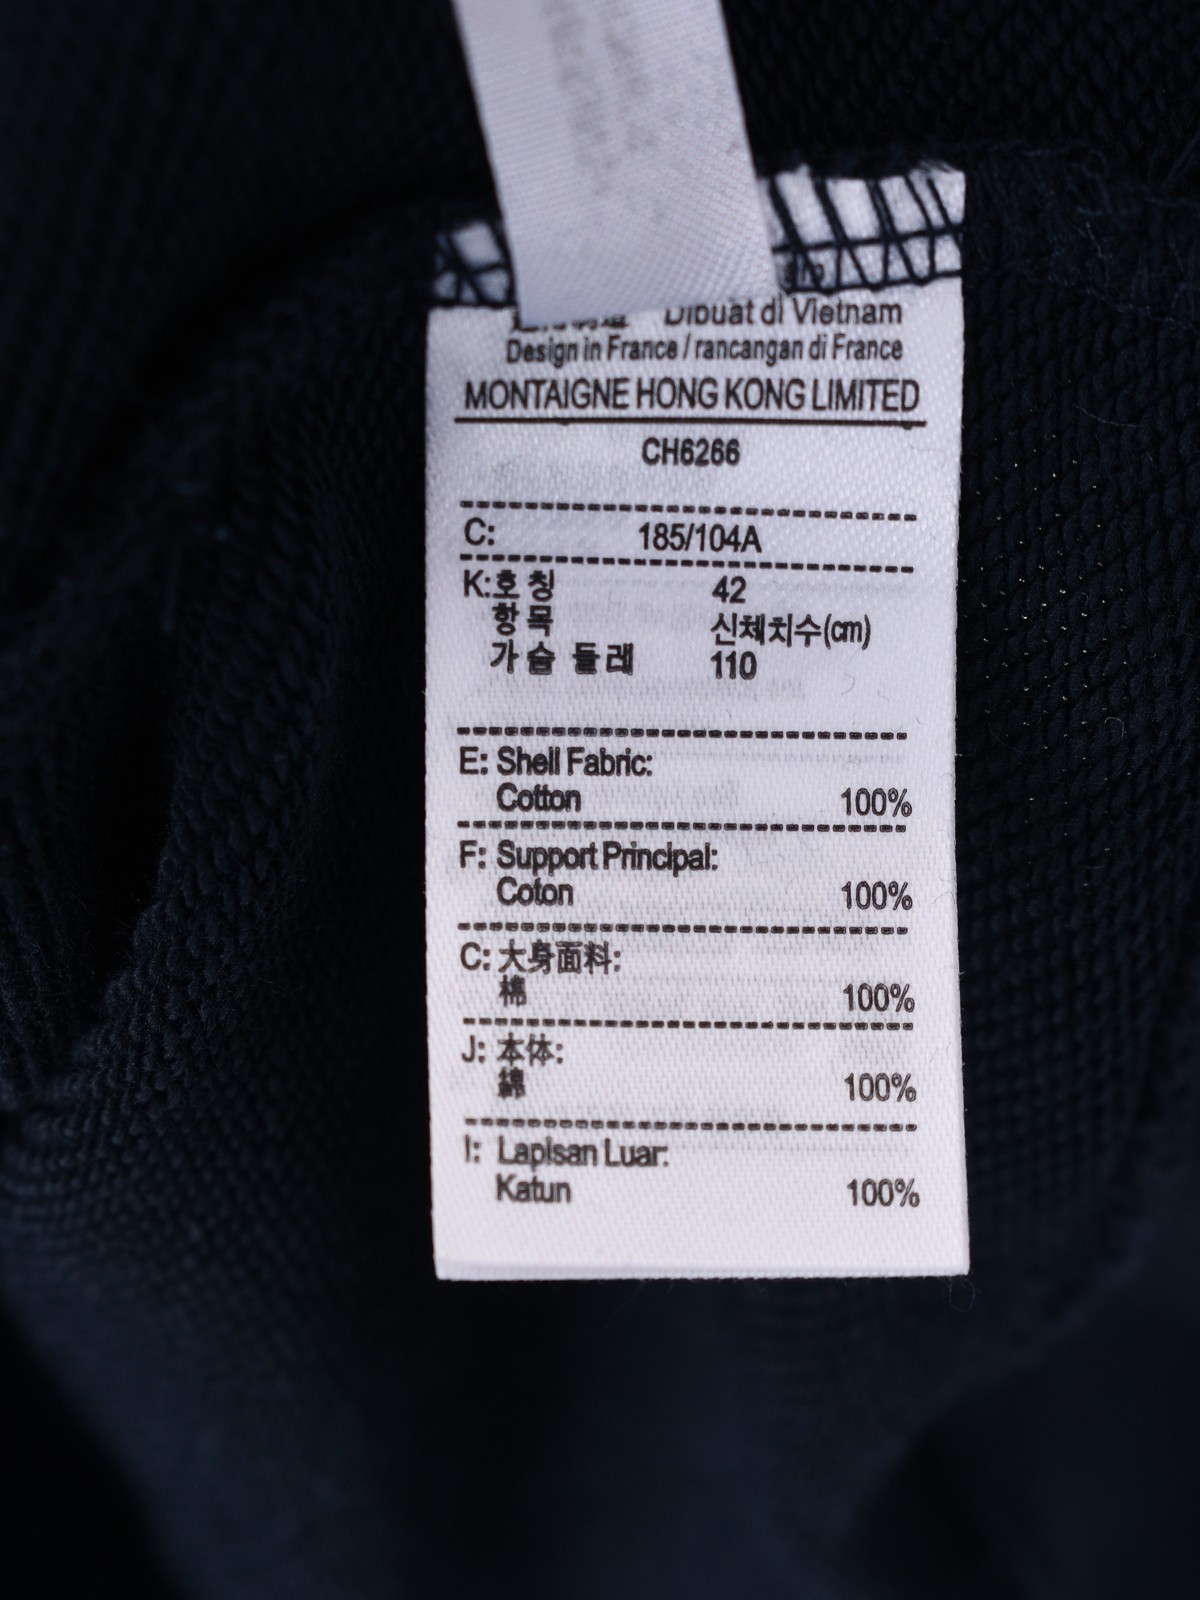 Dibuat di Vietnam
Design in France / rancangan di France
MONTAIGNE HONG KONG LIMITED
CH6266
C: 185/104A
K:호 칭 42
항 목 신체치수(cm)
가 슴 둘 레 110
E: Shell Fabric:
Cotton 100%
F: Support Principal:
Coton 100%
C: 大身面料:
棉 100%
J: 本体:
綿 100%
I: Lapisan Luar:
Katun 100%